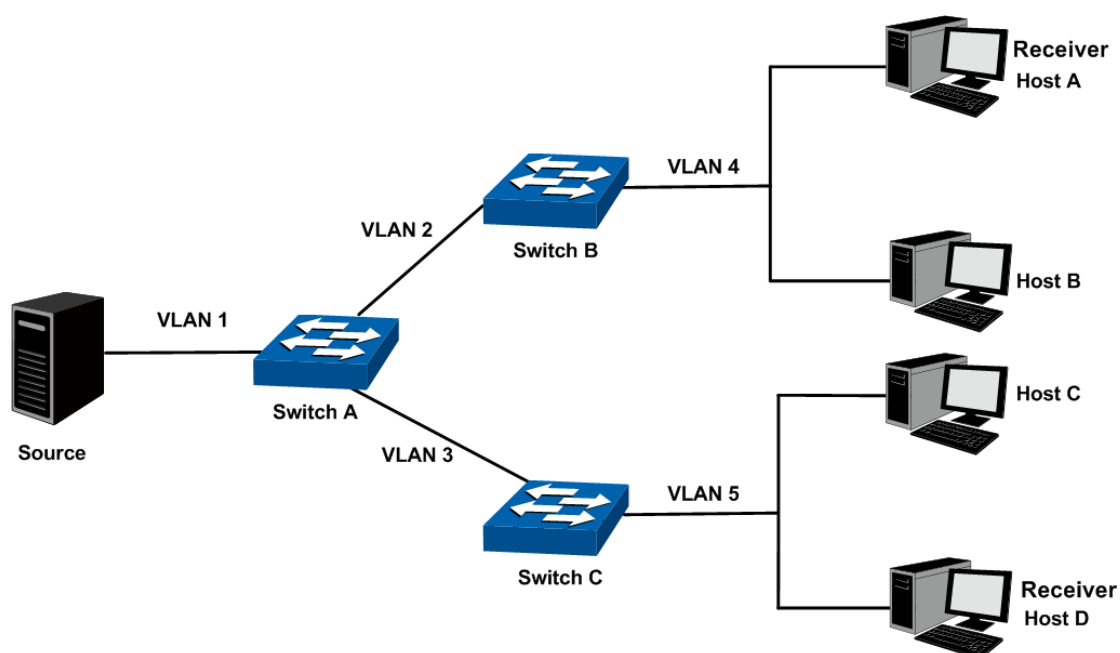 Receiver
Host A
VLAN 4
VLAN 2
Switch B
Host B
VLAN 1
Switch A
Source
Host C
VLAN 3
VLAN 5
Switch C
Receiver
Host D